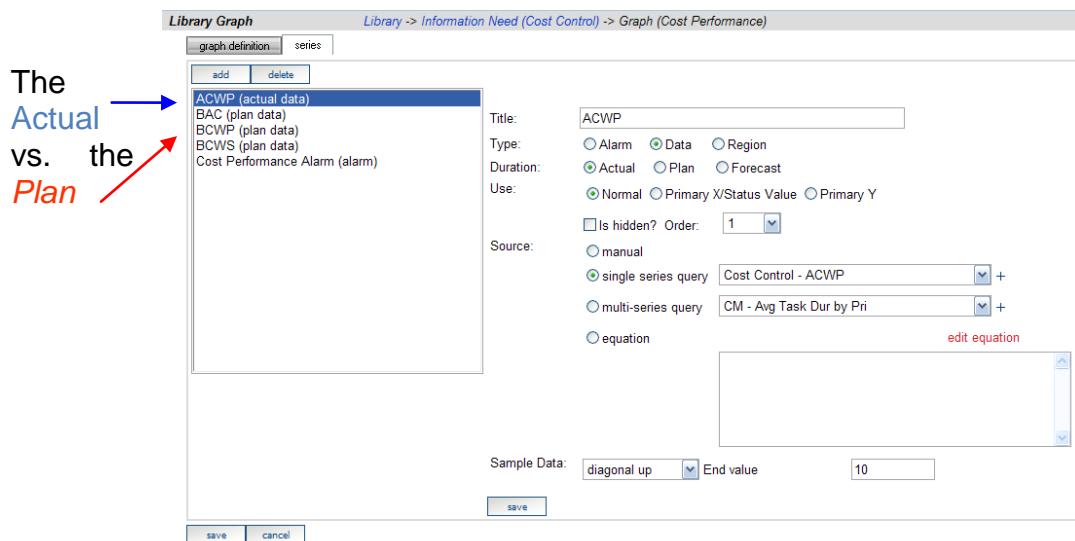 Library Graph Library -> Information Need (Cost Control) -> Graph (Cost Performance)
graph definition series
add delete
The
Actual
vs. the
Plan
ACWP (actual data)
BAC (plan data)
BCWP (plan data)
BCWS (plan data)
Cost Performance Alarm (alarm)
Title: ACWP
Type: Alarm Data Region
Duration: Actual Plan Forecast
Use: Normal Primary X/Status Value Primary Y
Is hidden? Order: 1
Source: manual
single series query Cost Control - ACWP +
multi-series query CM - Avg Task Dur by Pri +
equation edit equation
Sample Data: diagonal up End value 10
save
save cancel